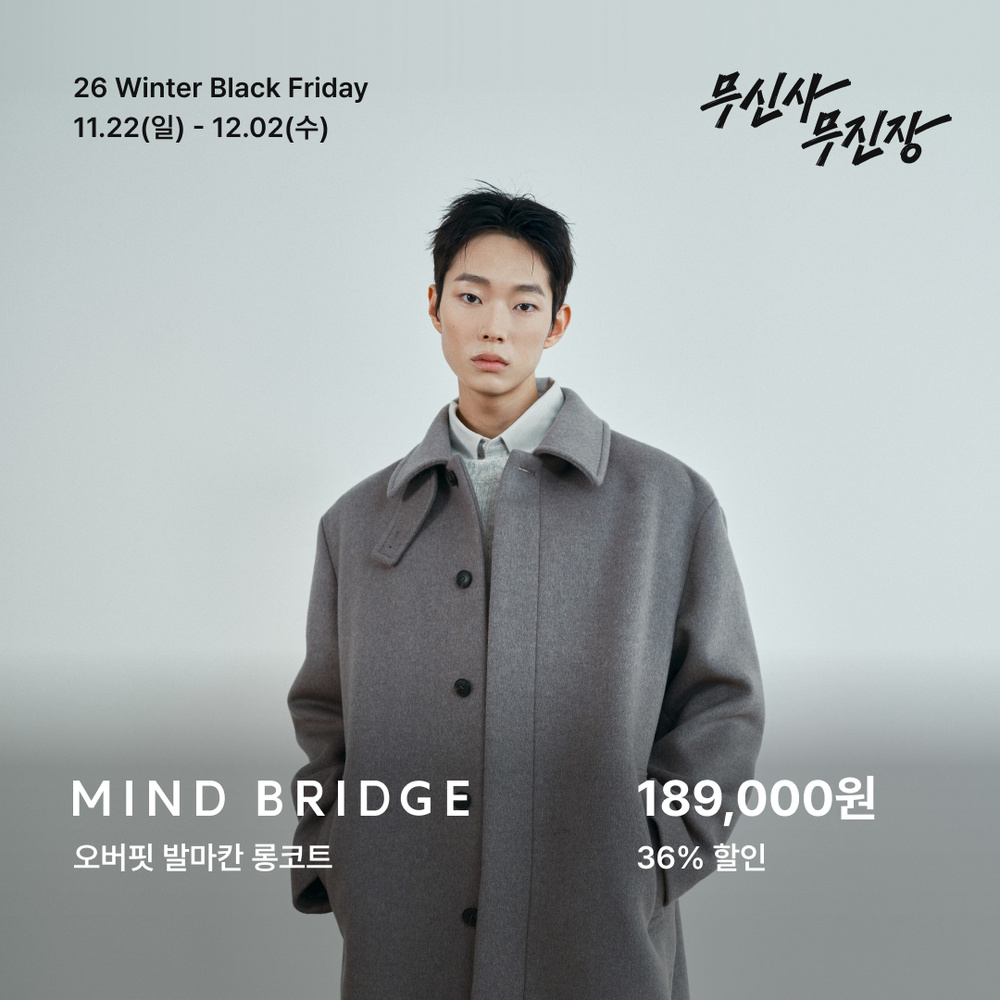 26 Winter Black Friday
11.22(일) - 12.02(수)
무신사
무진장
MIND BRIDGE
오버핏 발마칸 롱코트
189,000원
36% 할인